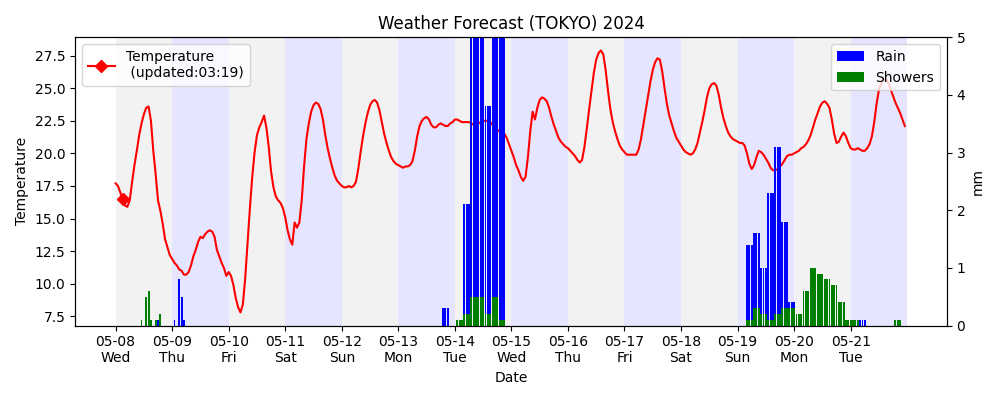 Weather Forecast (TOKYO) 2024
Temperature
(updated:03:19)
Rain
Showers
27.5
25.0
22.5
20.0
17.5
15.0
12.5
10.0
7.5
Temperature
5
4
3
2
1
0
mm
05-08 05-09 05-10 05-11 05-12 05-13 05-14 05-15 05-16 05-17 05-18 05-19 05-20 05-21
Wed Thu Fri Sat Sun Mon Tue Wed Thu Fri Sat Sun Mon Tue
Date